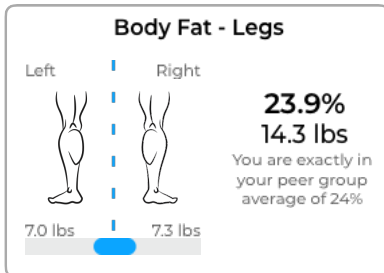 Body Fat - Legs
Left
Right
23.9%
14.3 lbs
You are exactly in
your peer group
average of 24%
7.0 lbs
7.3 lbs